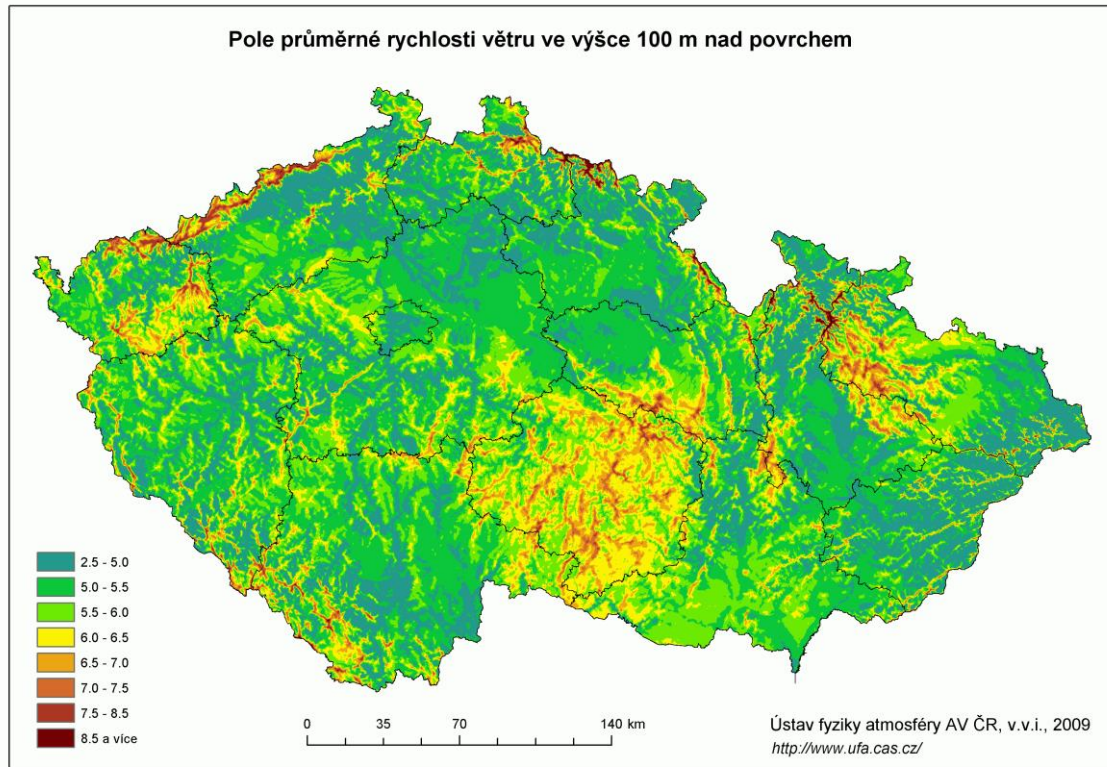 Pole průměrné rychlosti větru ve výšce 100 m nad povrchem
2.5 - 5.0
5.0 - 5.5
5.5 - 6.0
6.0 - 6.5
6.5 - 7.0
7.0 - 7.5
7.5 - 8.5
8.5 a více
0 35 70 140 km
Ústav fyziky atmosféry AV ČR, v.v.i., 2009
http://www.ufa.cas.cz/